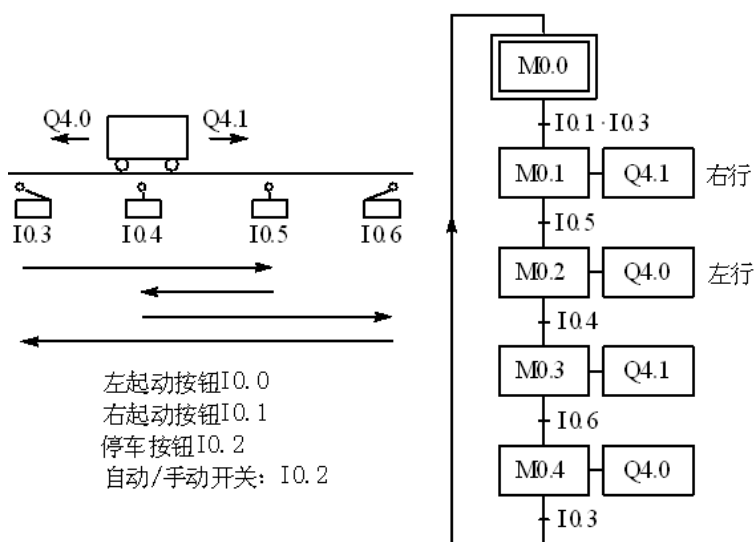 Q4.0 Q4.1
I0.3 I0.4 I0.5 I0.6
左起动按钮I0.0
右起动按钮I0.1
停车按钮I0.2
自动/手动开关: I0.2
M0.0
I0.1·I0.3
M0.1 Q4.1 右行
I0.5
M0.2 Q4.0 左行
I0.4
M0.3 Q4.1
I0.6
M0.4 Q4.0
I0.3